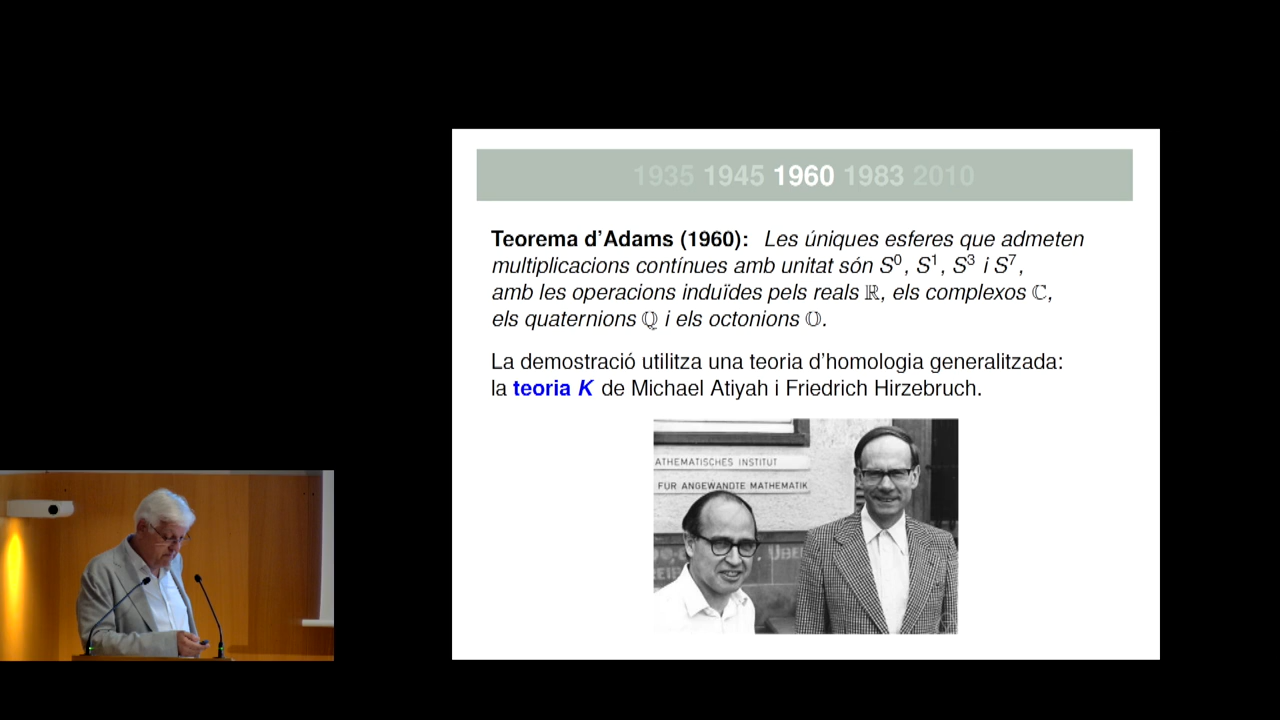 1935 1945 1960 1983 2010
Teorema d'Adams (1960): Les úniques esferes que admeten
multiplicacions contínues amb unitat són S⁰, S¹, S³ i S⁷,
amb les operacions induïdes pels reals ℝ, els complexos ℂ,
els quaternions ℚ i els octonions 𝕆.
La demostració utilitza una teoria d'homologia generalitzada:
la teoria K de Michael Atiyah i Friedrich Hirzebruch.
ATHEMATISCHES INSTITUT
FÜR ANGEWANDTE MATHEMATIK